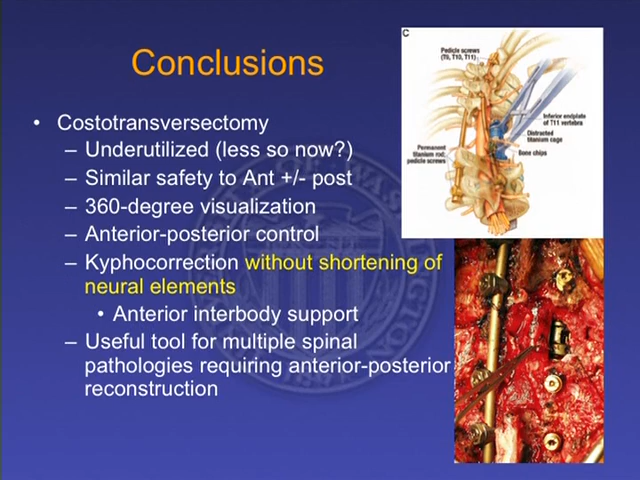 Conclusions
• Costotransversectomy
– Underutilized (less so now?)
– Similar safety to Ant +/- post
– 360-degree visualization
– Anterior-posterior control
– Kyphocorrection without shortening of
neural elements
• Anterior interbody support
– Useful tool for multiple spinal
pathologies requiring anterior-posterior
reconstruction
C
Pedicle screws
(T9, T10, T11)
Inferior endplate
of T11 vertebra
Distracted
titanium cage
Bone chips
Permanent
titanium rod;
pedicle screws